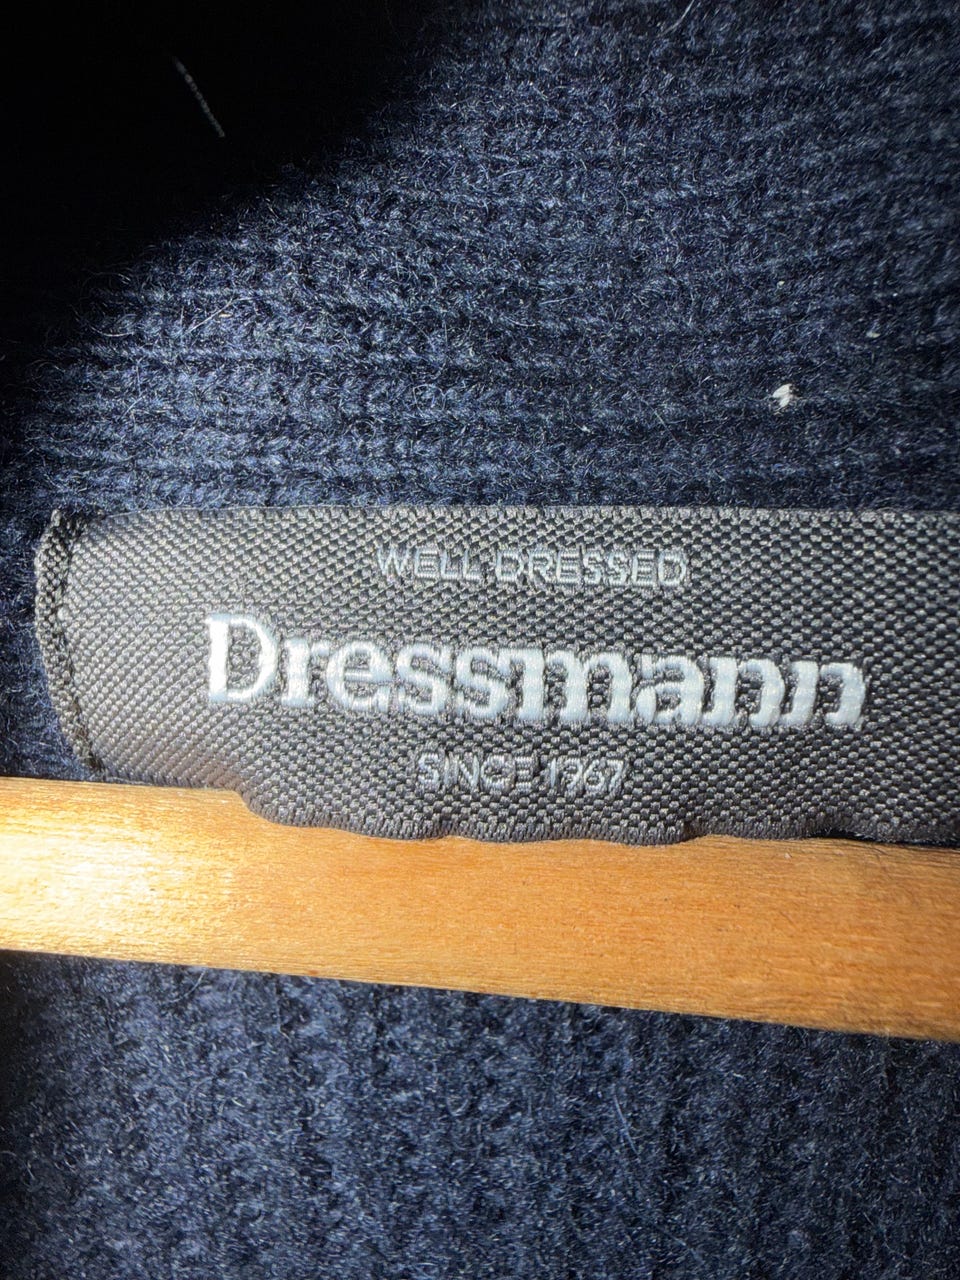 WELL DRESSED
Dressmann
SINCE 1967